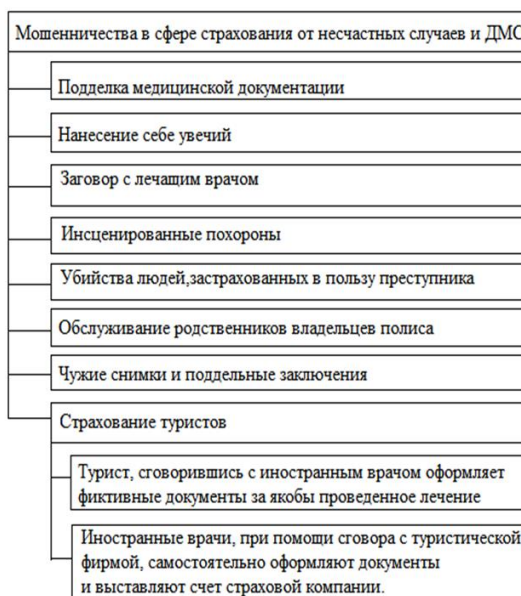 Мошенничества в сфере страхования от несчастных случаев и ДМС
Подделка медицинской документации
Нанесение себе увечий
Заговор с лечащим врачом
Инсценированные похороны
Убийства людей,застрахованных в пользу преступника
Обслуживание родственников владельцев полиса
Чужие снимки и поддельные заключения
Страхование туристов
Турист, сговорившись с иностранным врачом оформляет
фиктивные документы за якобы проведенное лечение
Иностранные врачи, при помощи сговора с туристической
фирмой, самостоятельно оформляют документы
и выставляют счет страховой компании.